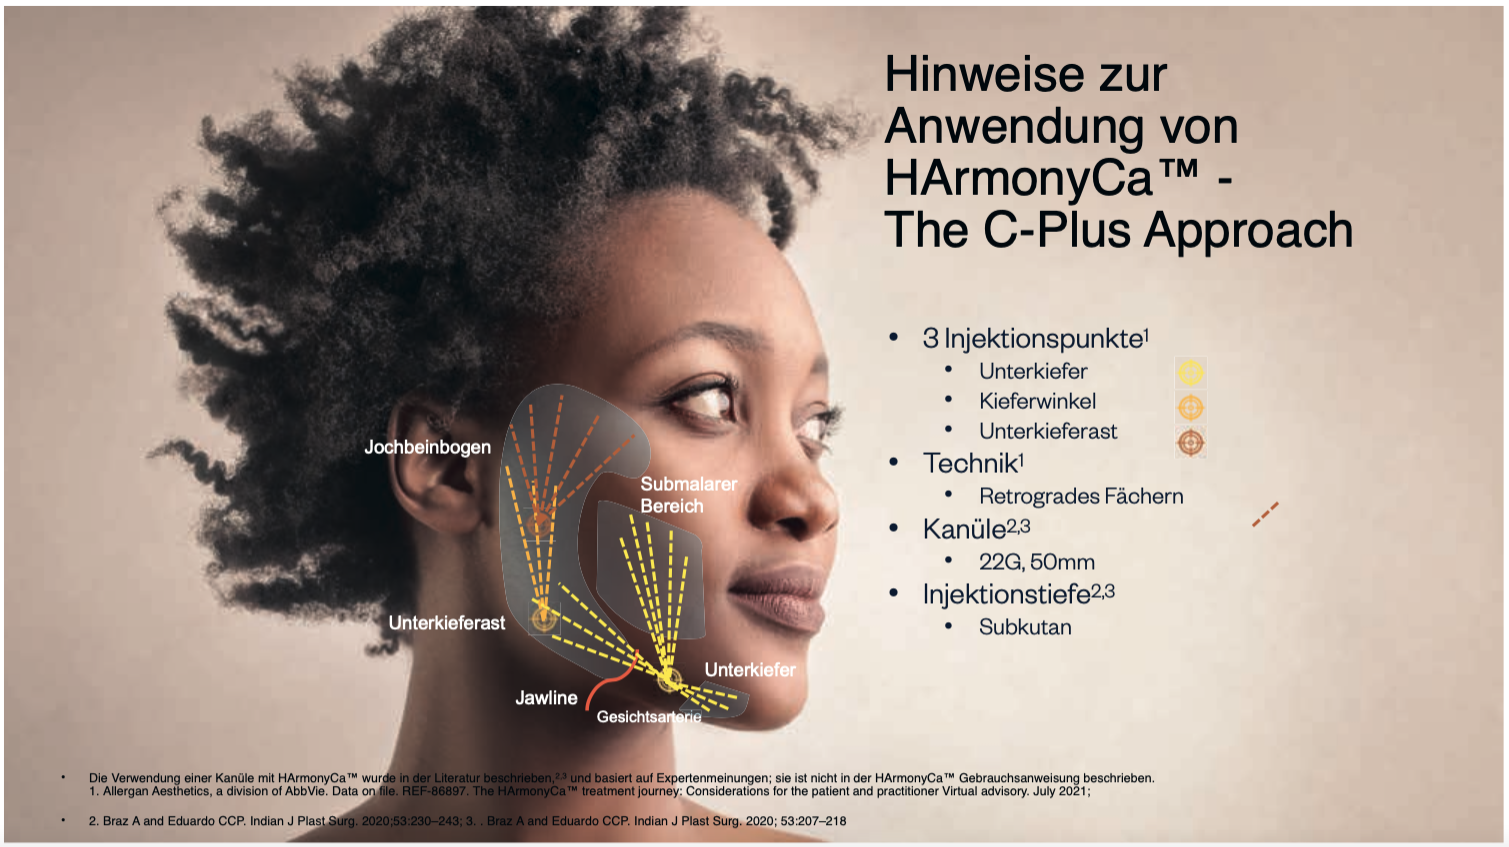 Hinweise zur
Anwendung von
HArmonyCa™ -
The C-Plus Approach
• 3 Injektionspunkte¹
• Unterkiefer
• Kieferwinkel
• Unterkieferast
• Technik¹
• Retrogrades Fächern
• Kanüle²,³
• 22G, 50mm
• Injektionstiefe²,³
• Subkutan
Jochbeinbogen
Submalarer
Bereich
Unterkieferast
Unterkiefer
Jawline
Gesichtsarterie
• Die Verwendung einer Kanüle mit HArmonyCa™ wurde in der Literatur beschrieben,²,³ und basiert auf Expertenmeinungen; sie ist nicht in der HArmonyCa™ Gebrauchsanweisung beschrieben.
1. Allergan Aesthetics, a division of AbbVie. Data on file. REF-86897. The HArmonyCa™ treatment journey: Considerations for the patient and practitioner Virtual advisory. July 2021;
• 2. Braz A and Eduardo CCP. Indian J Plast Surg. 2020;53:230–243; 3. . Braz A and Eduardo CCP. Indian J Plast Surg. 2020; 53:207–218